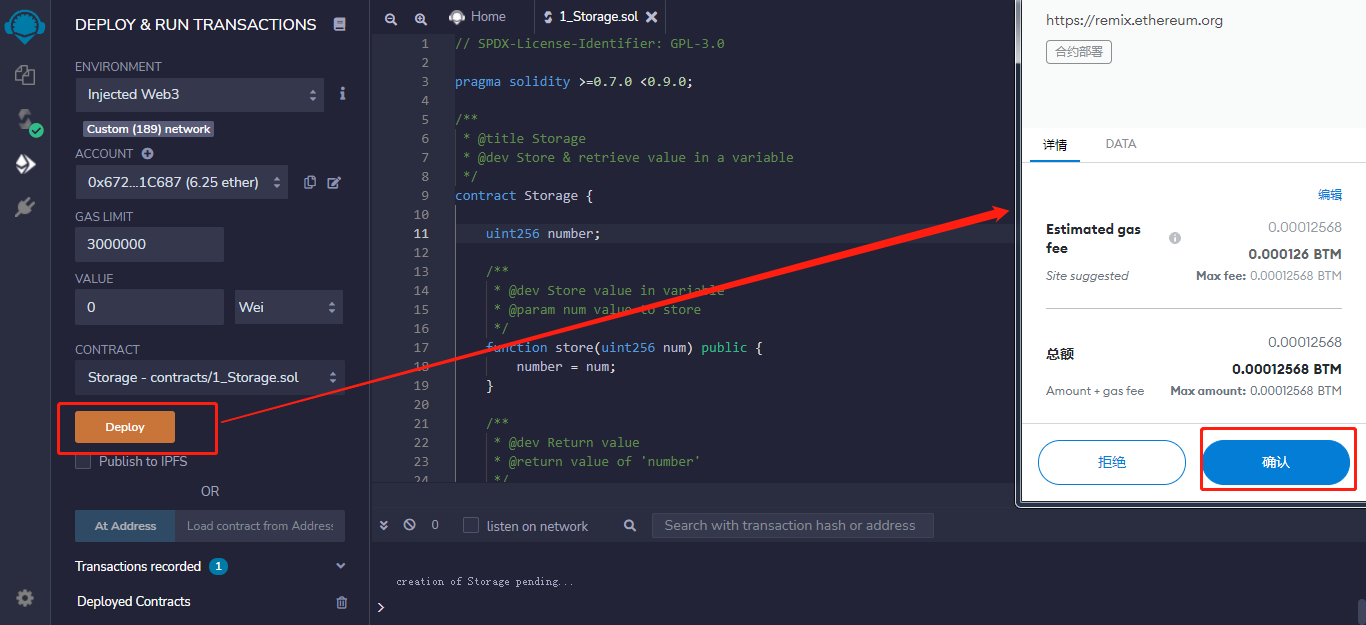 DEPLOY & RUN TRANSACTIONS
ENVIRONMENT
Injected Web3
Custom (189) network
ACCOUNT
0x672...1C687 (6.25 ether)
GAS LIMIT
3000000
VALUE
0
Wei
CONTRACT
Storage - contracts/1_Storage.sol
Deploy
Publish to IPFS
OR
At Address
Load contract from Address
Transactions recorded 1
Deployed Contracts
Home
1_Storage.sol
1 // SPDX-License-Identifier: GPL-3.0
2
3 pragma solidity >=0.7.0 <0.9.0;
4
5 /**
6 * @title Storage
7 * @dev Store & retrieve value in a variable
8 */
9 contract Storage {
10
11 uint256 number;
12
13 /**
14 * @dev Store value in variable
15 * @param num value to store
16 */
17 function store(uint256 num) public {
18 number = num;
19 }
20
21 /**
22 * @dev Return value
23 * @return value of 'number'
24 */
0
listen on network
Search with transaction hash or address
creation of Storage pending...
>
https://remix.ethereum.org
合约部署
详情
DATA
编辑
Estimated gas fee
0.00012568
0.000126 BTM
Site suggested
Max fee: 0.00012568 BTM
总额
0.00012568
0.00012568 BTM
Amount + gas fee
Max amount: 0.00012568 BTM
拒绝
确认